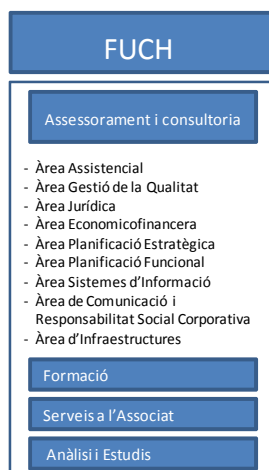 FUCH
Assessorament i consultoria
- Àrea Assistencial
- Àrea Gestió de la Qualitat
- Àrea Jurídica
- Àrea Economicofinancera
- Àrea Planificació Estratègica
- Àrea Planificació Funcional
- Àrea Sistemes d'Informació
- Àrea de Comunicació i
Responsabilitat Social Corporativa
- Àrea d'Infraestructures
Formació
Serveis a l'Associat
Anàlisi i Estudis